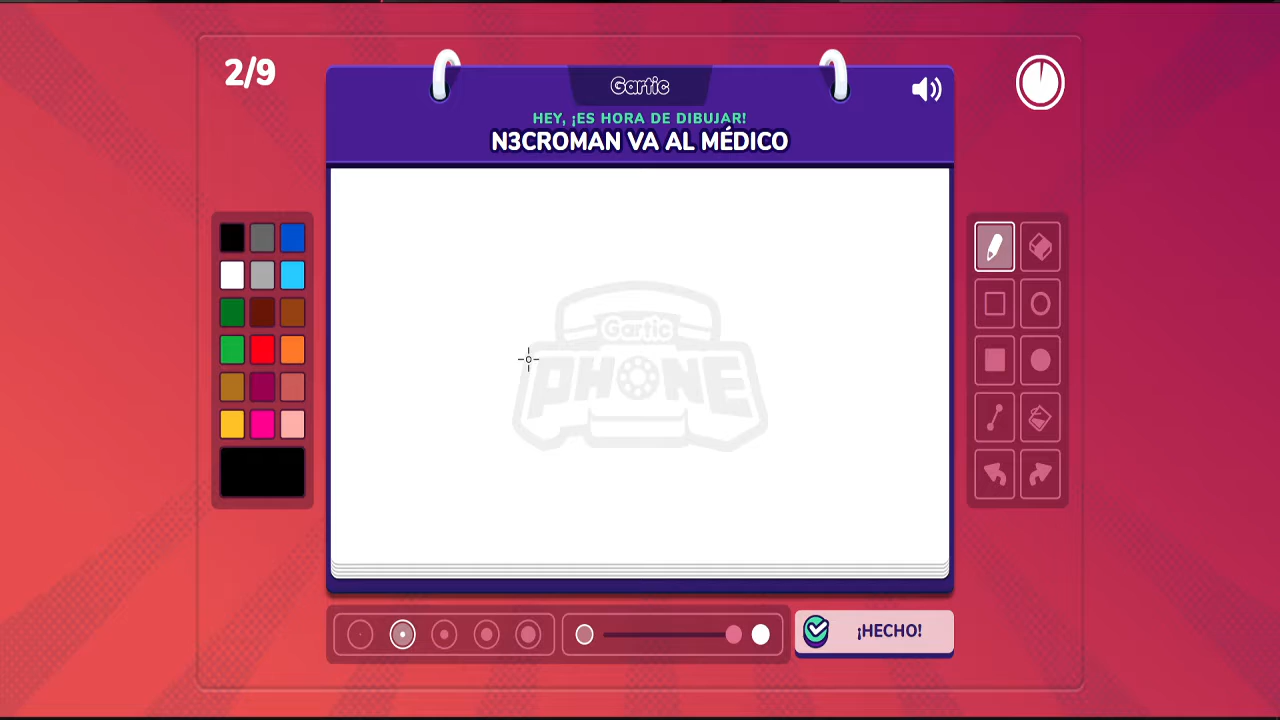 2/9
Gartic
HEY, ¡ES HORA DE DIBUJAR!
N3CROMAN VA AL MÉDICO
Gartic
PHONE
¡HECHO!